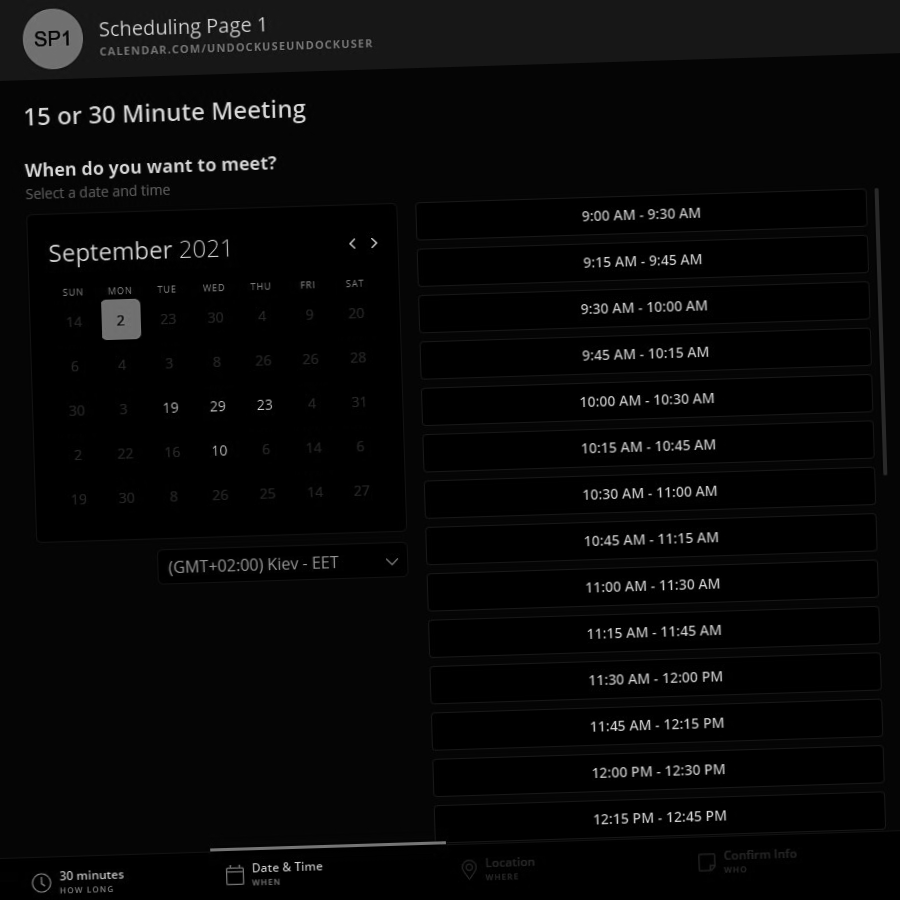 SP1
Scheduling Page 1
CALENDAR.COM/UNDOCKUSEUNDOCKUSER
15 or 30 Minute Meeting
When do you want to meet?
Select a date and time
September 2021
SUN MON TUE WED THU FRI SAT
14 2 23 30 4 9 20
6 4 3 8 26 26 28
30 3 19 29 23 4 31
2 22 16 10 6 14 6
19 30 8 26 25 14 27
(GMT+02:00) Kiev - EET
9:00 AM - 9:30 AM
9:15 AM - 9:45 AM
9:30 AM - 10:00 AM
9:45 AM - 10:15 AM
10:00 AM - 10:30 AM
10:15 AM - 10:45 AM
10:30 AM - 11:00 AM
10:45 AM - 11:15 AM
11:00 AM - 11:30 AM
11:15 AM - 11:45 AM
11:30 AM - 12:00 PM
11:45 AM - 12:15 PM
12:00 PM - 12:30 PM
12:15 PM - 12:45 PM
30 minutes
HOW LONG
Date & Time
WHEN
Location
WHERE
Confirm Info
WHO